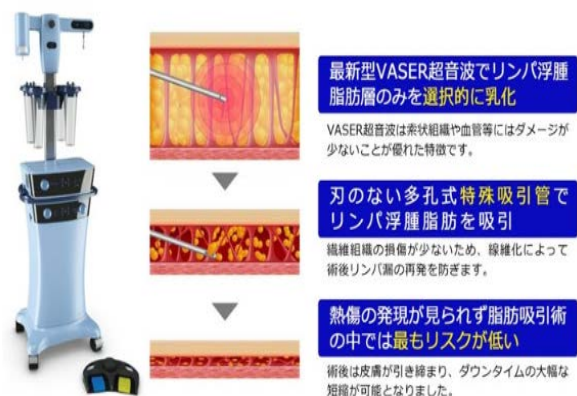 最新型VASER超音波でリンパ浮腫
脂肪層のみを選択的に乳化
VASER超音波は索状組織や血管等にはダメージが
少ないことが優れた特徴です。
刃のない多孔式特殊吸引管で
リンパ浮腫脂肪を吸引
繊維組織の損傷が少ないため、線維化によって
術後リンパ漏の再発を防ぎます。
熱傷の発現が見られず脂肪吸引術
の中では最もリスクが低い
術後は皮膚が引き締まり、ダウンタイムの大幅な
短縮が可能となりました。